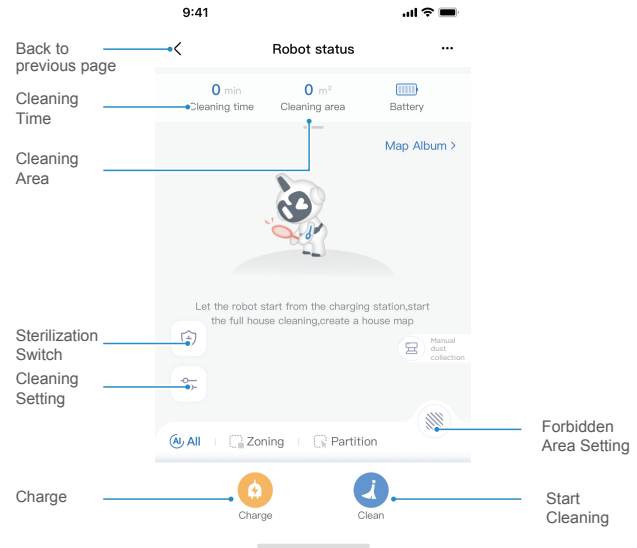 9:41
Back to
previous page
Robot status
Cleaning
Time
0 min
Cleaning time
0 m²
Cleaning area
Battery
Cleaning
Area
Map Album >
Let the robot start from the charging station,start
the full house cleaning,create a house map
Sterilization
Switch
Manual
dust
collection
Cleaning
Setting
AI All
Zoning
Partition
Forbidden
Area Setting
Charge
Charge
Clean
Start
Cleaning